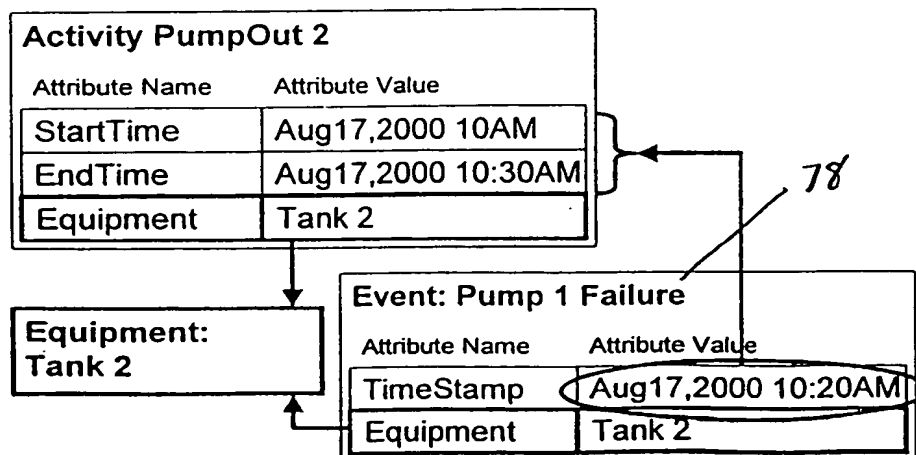 Activity PumpOut 2
Attribute Name Attribute Value
StartTime Aug17,2000 10AM
EndTime Aug17,2000 10:30AM
Equipment Tank 2
78
Event: Pump 1 Failure
Equipment:
Tank 2
Attribute Name Attribute Value
TimeStamp Aug17,2000 10:20AM
Equipment Tank 2